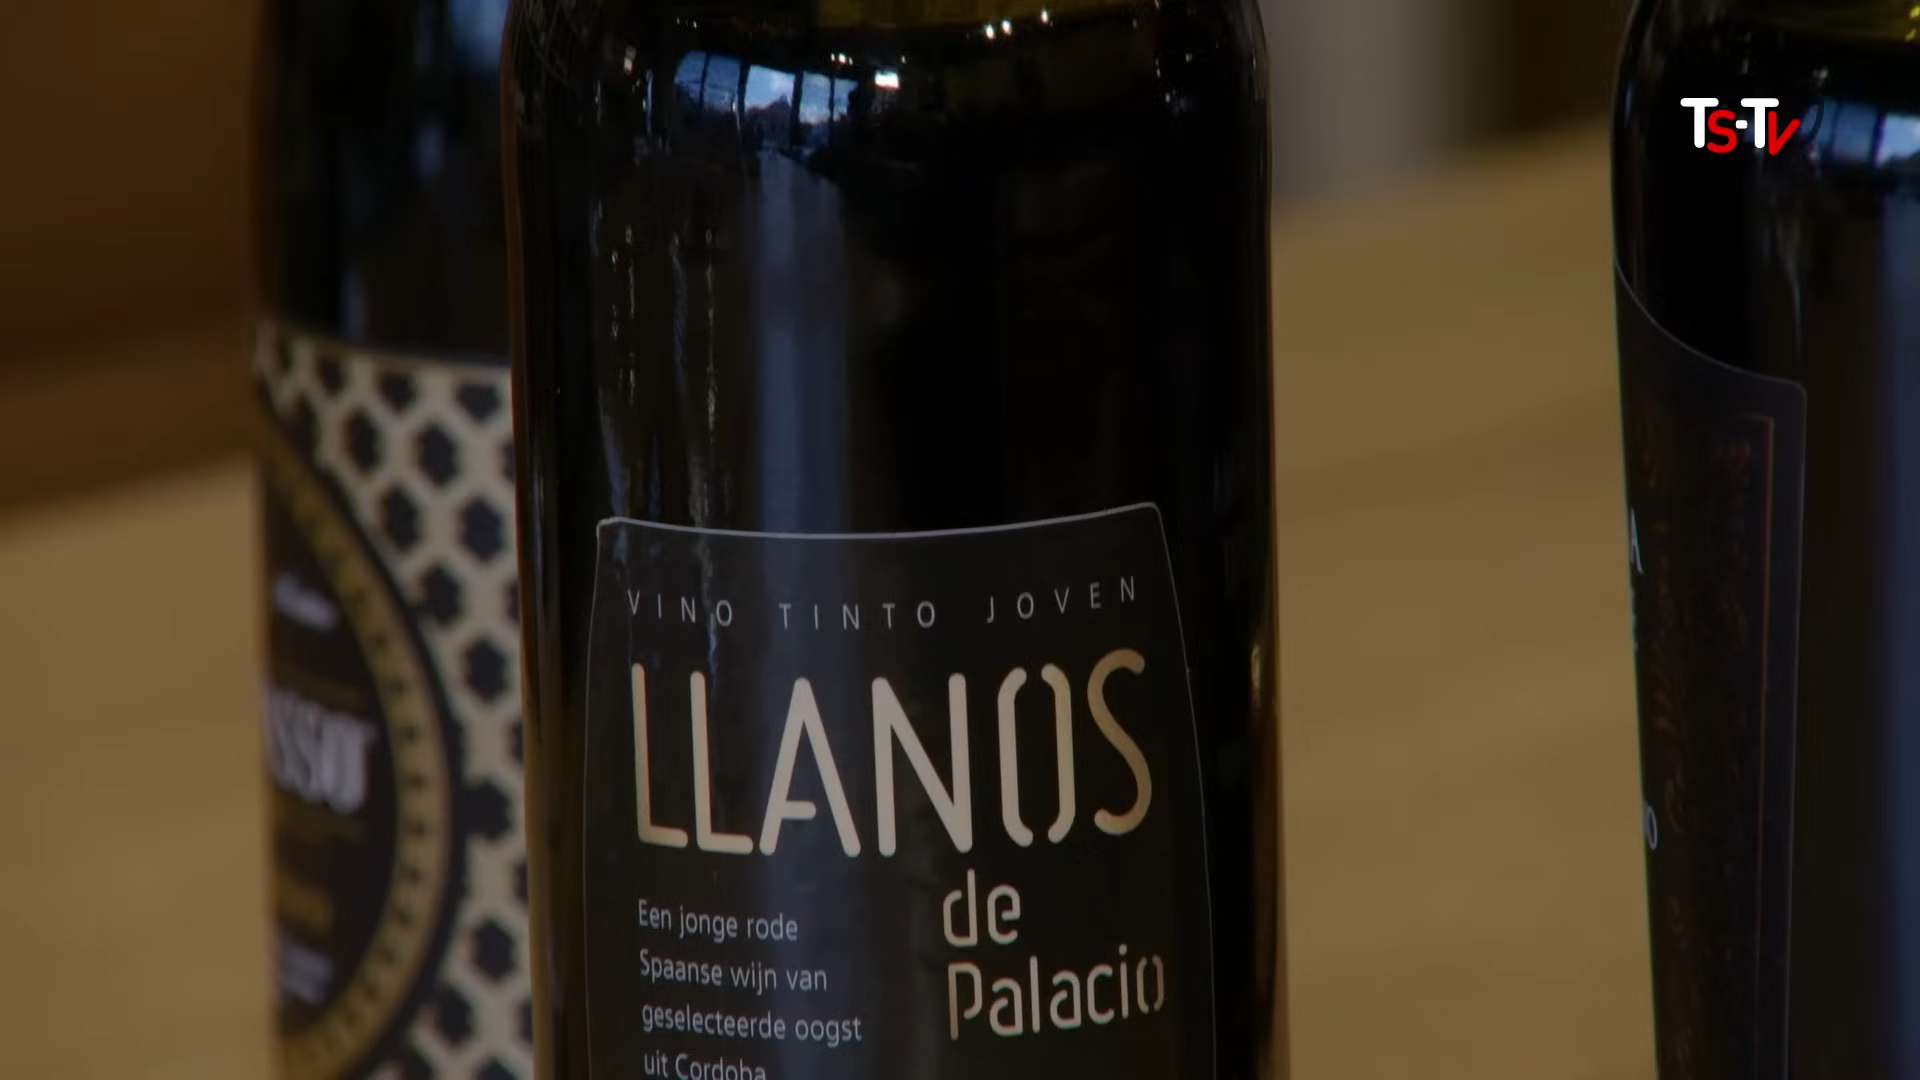 TS-TV
VINO TINTO JOVEN
LLANOS
de
Palacio
Een jonge rode
Spaanse wijn van
geselecteerde oogst
uit Cordoba